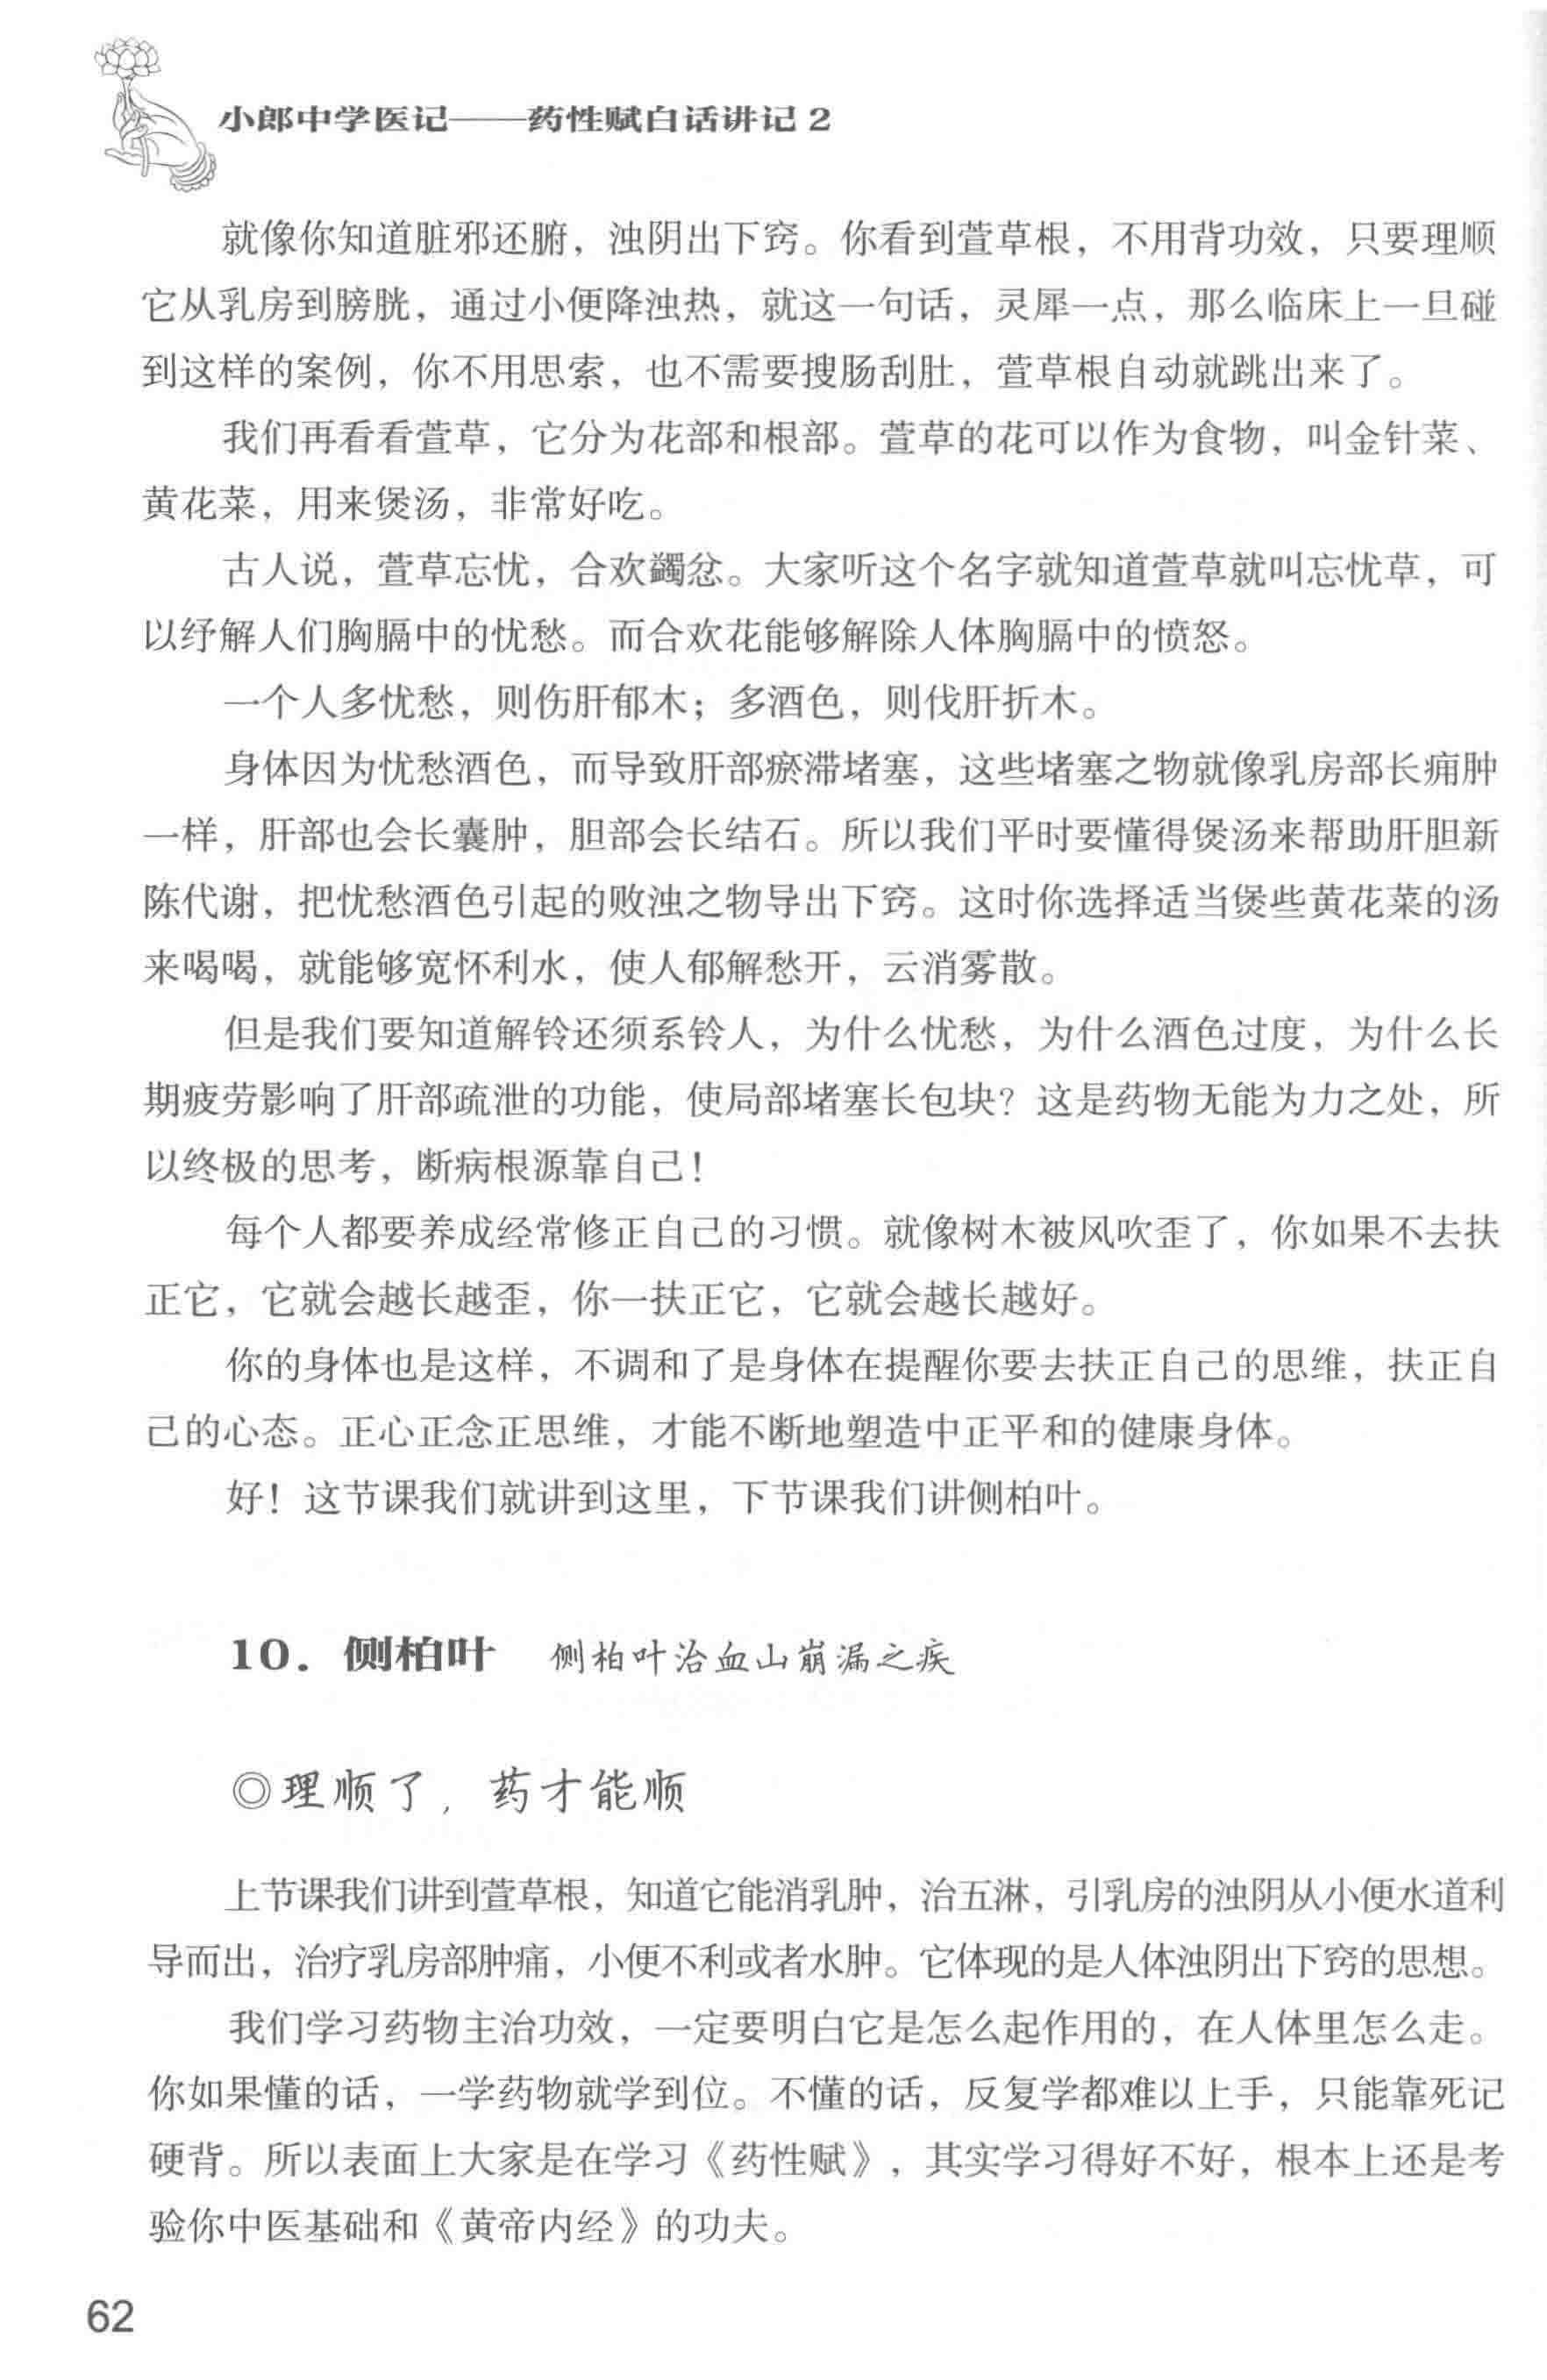 小郎中学医记——药性赋白话讲记2
就像你知道脏邪还腑，浊阴出下窍。你看到萱草根，不用背功效，只要理顺
它从乳房到膀胱，通过小便降浊热，就这一句话，灵犀一点，那么临床上一旦碰
到这样的案例，你不用思索，也不需要搜肠刮肚，萱草根自动就跳出来了。
我们再看看萱草，它分为花部和根部。萱草的花可以作为食物，叫金针菜、
黄花菜，用来煲汤，非常好吃。
古人说，萱草忘忧，合欢蠲忿。大家听这个名字就知道萱草就叫忘忧草，可
以纾解人们胸膈中的忧愁。而合欢花能够解除人体胸膈中的愤怒。
一个人多忧愁，则伤肝郁木；多酒色，则伐肝折木。
身体因为忧愁酒色，而导致肝部瘀滞堵塞，这些堵塞之物就像乳房部长痈肿
一样，肝部也会长囊肿，胆部会长结石。所以我们平时要懂得煲汤来帮助肝胆新
陈代谢，把忧愁酒色引起的败浊之物导出下窍。这时你选择适当煲些黄花菜的汤
来喝喝，就能够宽怀利水，使人郁解愁开，云消雾散。
但是我们要知道解铃还须系铃人，为什么忧愁，为什么酒色过度，为什么长
期疲劳影响了肝部疏泄的功能，使局部堵塞长包块？这是药物无能为力之处，所
以终极的思考，断病根源靠自己！
每个人都要养成经常修正自己的习惯。就像树木被风吹歪了，你如果不去扶
正它，它就会越长越歪，你一扶正它，它就会越长越好。
你的身体也是这样，不调和了是身体在提醒你要去扶正自己的思维，扶正自
己的心态。正心正念正思维，才能不断地塑造中正平和的健康身体。
好！这节课我们就讲到这里，下节课我们讲侧柏叶。
10．侧柏叶 侧柏叶治血山崩漏之疾
◎理顺了，药才能顺
上节课我们讲到萱草根，知道它能消乳肿，治五淋，引乳房的浊阴从小便水道利
导而出，治疗乳房部肿痛，小便不利或者水肿。它体现的是人体浊阴出下窍的思想。
我们学习药物主治功效，一定要明白它是怎么起作用的，在人体里怎么走。
你如果懂的话，一学药物就学到位。不懂的话，反复学都难以上手，只能靠死记
硬背。所以表面上大家是在学习《药性赋》，其实学习得好不好，根本上还是考
验你中医基础和《黄帝内经》的功夫。
62